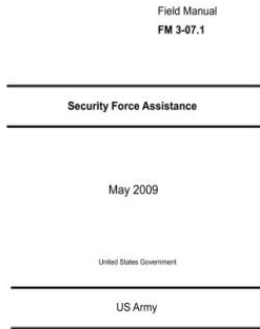 Field Manual
FM 3-07.1
Security Force Assistance
May 2009
United States Government
US Army